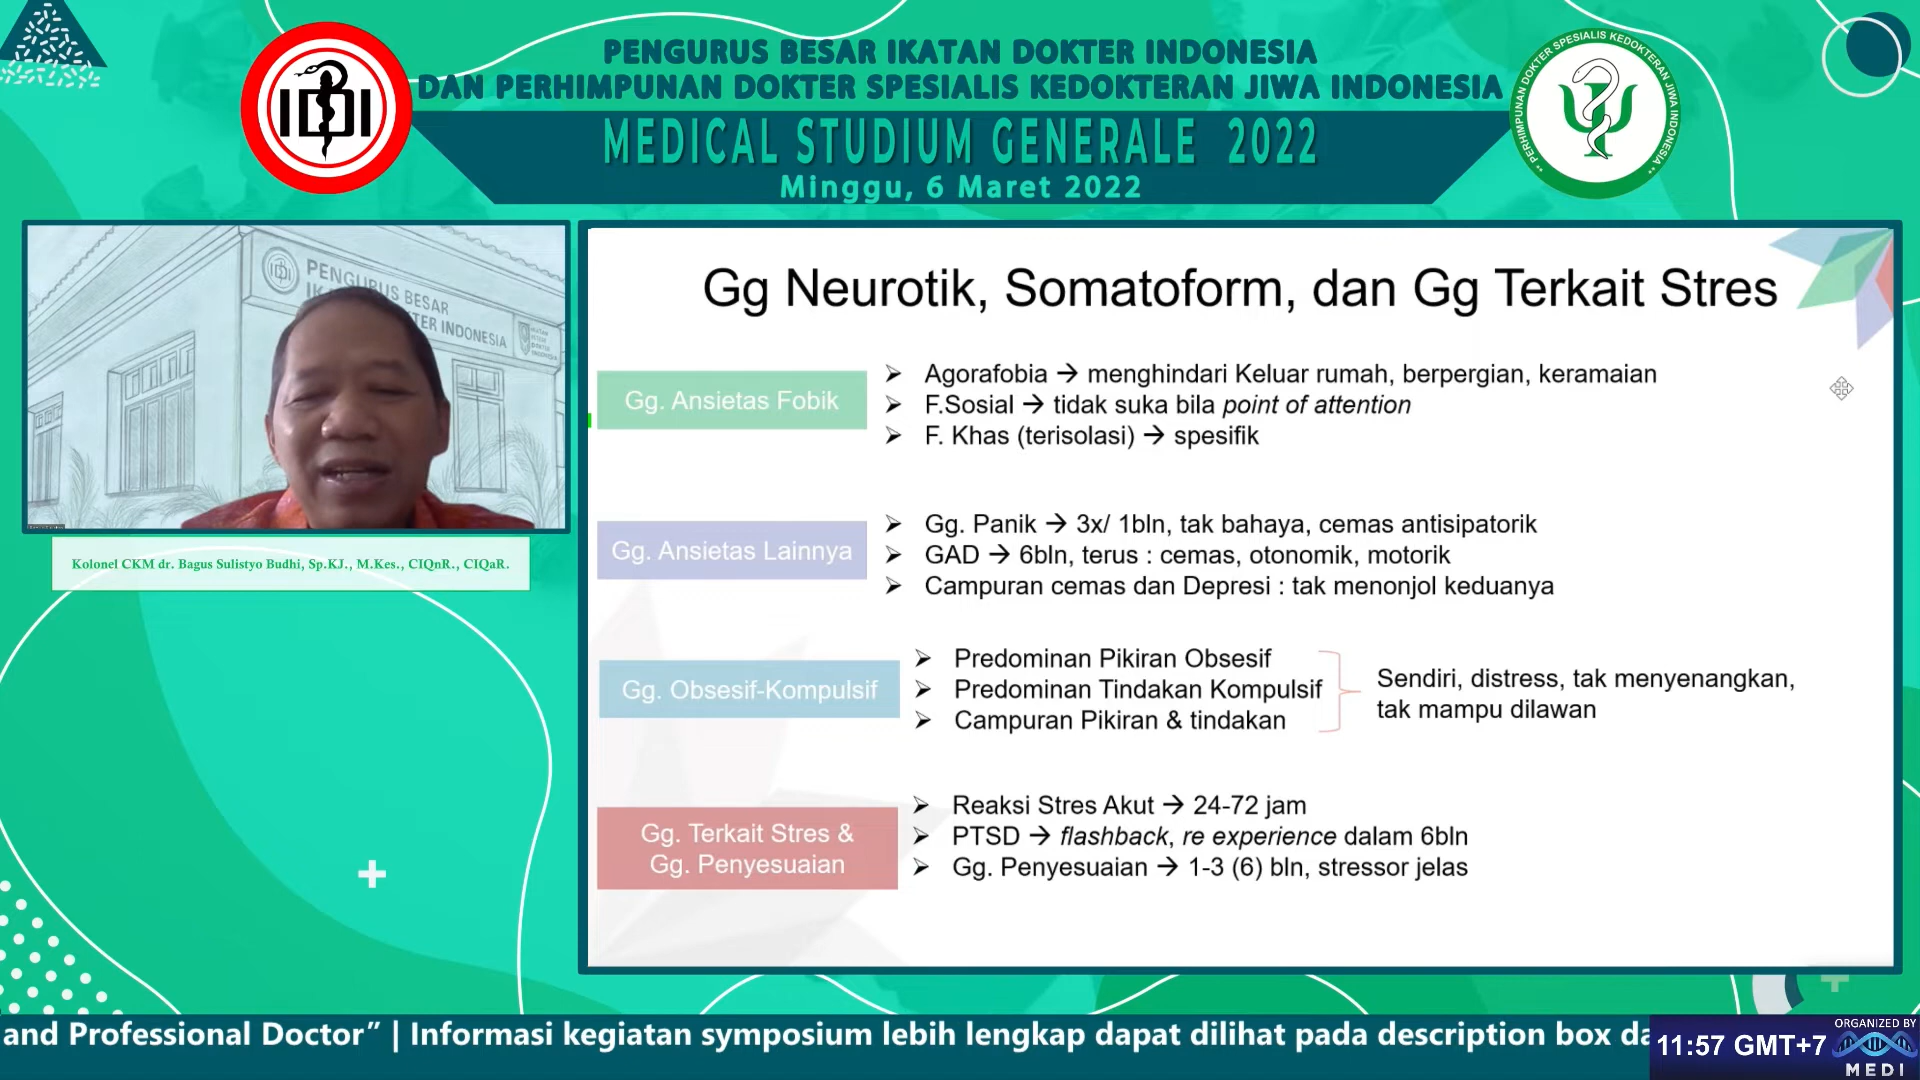 PENGURUS BESAR IKATAN DOKTER INDONESIA
DAN PERHIMPUNAN DOKTER SPESIALIS KEDOKTERAN JIWA INDONESIA
MEDICAL STUDIUM GENERALE 2022
Minggu, 6 Maret 2022
IDI
PERHIMPUNAN DOKTER SPESIALIS KEDOKTERAN JIWA INDONESIA
PENGURUS BESAR
IK
TER INDONESIA
Kolonel CKM dr. Bagus Sulistyo Budhi, Sp.KJ., M.Kes., CIQnR., CIQaR.
Gg Neurotik, Somatoform, dan Gg Terkait Stres
Gg. Ansietas Fobik
➢ Agorafobia → menghindari Keluar rumah, berpergian, keramaian
➢ F.Sosial → tidak suka bila point of attention
➢ F. Khas (terisolasi) → spesifik
Gg. Ansietas Lainnya
➢ Gg. Panik → 3x/ 1bln, tak bahaya, cemas antisipatorik
➢ GAD → 6bln, terus : cemas, otonomik, motorik
➢ Campuran cemas dan Depresi : tak menonjol keduanya
Gg. Obsesif-Kompulsif
➢ Predominan Pikiran Obsesif
➢ Predominan Tindakan Kompulsif
➢ Campuran Pikiran & tindakan
Sendiri, distress, tak menyenangkan,
tak mampu dilawan
Gg. Terkait Stres &
Gg. Penyesuaian
➢ Reaksi Stres Akut → 24-72 jam
➢ PTSD → flashback, re experience dalam 6bln
➢ Gg. Penyesuaian → 1-3 (6) bln, stressor jelas
and Professional Doctor” | Informasi kegiatan symposium lebih lengkap dapat dilihat pada description box da
11:57 GMT+7
ORGANIZED BY
MEDI